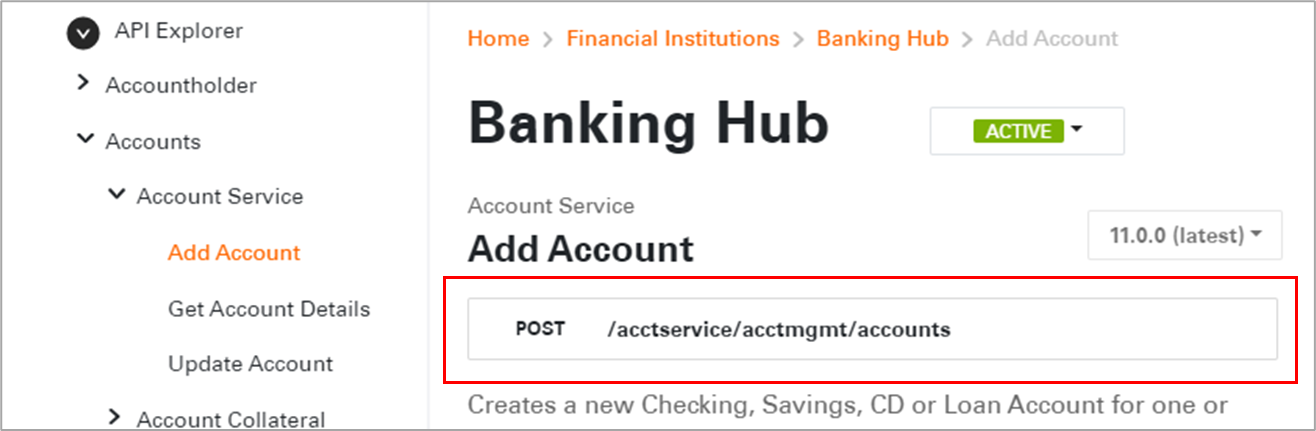 API Explorer
Accountholder
Accounts
Account Service
Add Account
Get Account Details
Update Account
Account Collateral
Home > Financial Institutions > Banking Hub > Add Account
Banking Hub
ACTIVE
Account Service
Add Account
11.0.0 (latest)
POST /acctservice/acctmgmt/accounts
Creates a new Checking, Savings, CD or Loan Account for one or